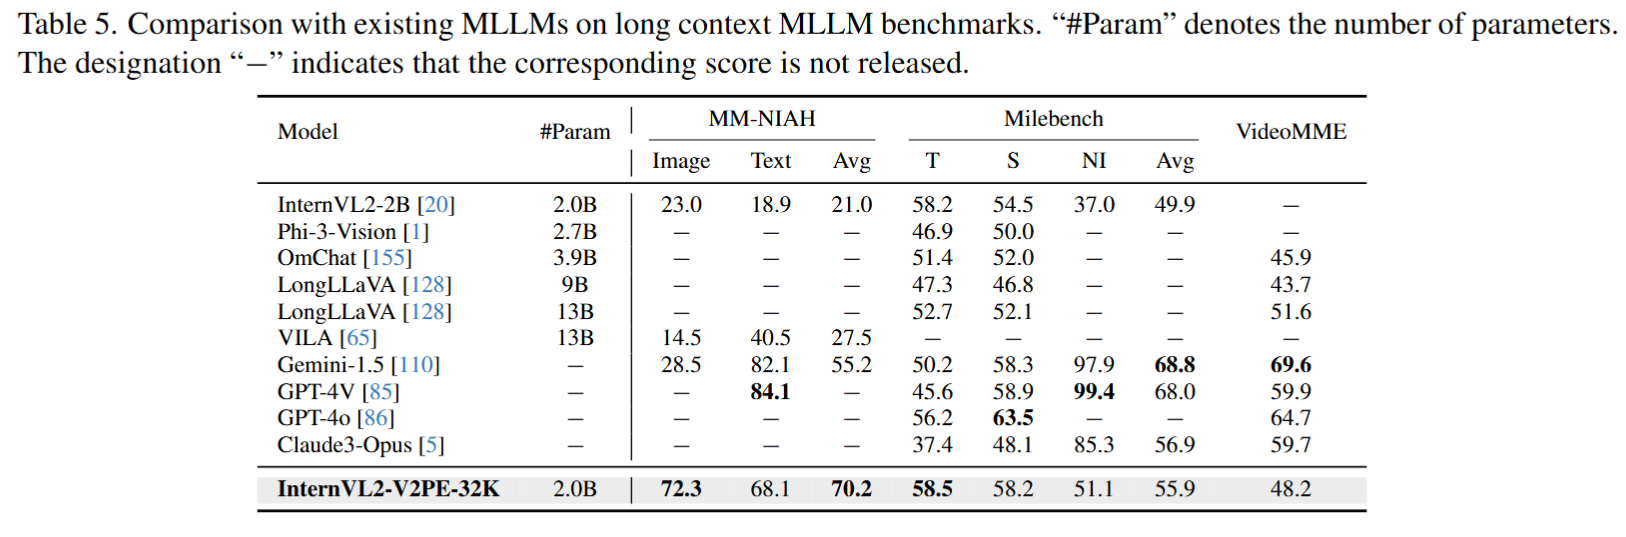 Table 5. Comparison with existing MLLMs on long context MLLM benchmarks. “#Param” denotes the number of parameters.
The designation “−” indicates that the corresponding score is not released.
Model #Param MM-NIAH Milebench VideoMME
Image Text Avg T S NI Avg
InternVL2-2B [20] 2.0B 23.0 18.9 21.0 58.2 54.5 37.0 49.9 −
Phi-3-Vision [1] 2.7B − − − 46.9 50.0 − − −
OmChat [155] 3.9B − − − 51.4 52.0 − − 45.9
LongLLaVA [128] 9B − − − 47.3 46.8 − − 43.7
LongLLaVA [128] 13B − − − 52.7 52.1 − − 51.6
VILA [65] 13B 14.5 40.5 27.5 − − − − −
Gemini-1.5 [110] − 28.5 82.1 55.2 50.2 58.3 97.9 68.8 69.6
GPT-4V [85] − − 84.1 − 45.6 58.9 99.4 68.0 59.9
GPT-4o [86] − − − − 56.2 63.5 − − 64.7
Claude3-Opus [5] − − − − 37.4 48.1 85.3 56.9 59.7
InternVL2-V2PE-32K 2.0B 72.3 68.1 70.2 58.5 58.2 51.1 55.9 48.2